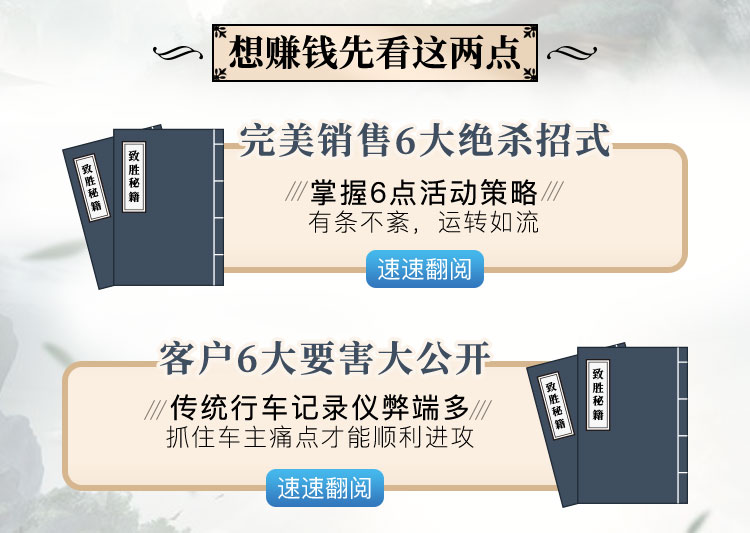 想赚钱先看这两点
完美销售6大绝杀招式
致胜秘籍
致胜秘籍
掌握6点活动策略
有条不紊，运转如流
速速翻阅
客户6大要害大公开
传统行车记录仪弊端多
抓住车主痛点才能顺利进攻
速速翻阅
致胜秘籍
致胜秘籍